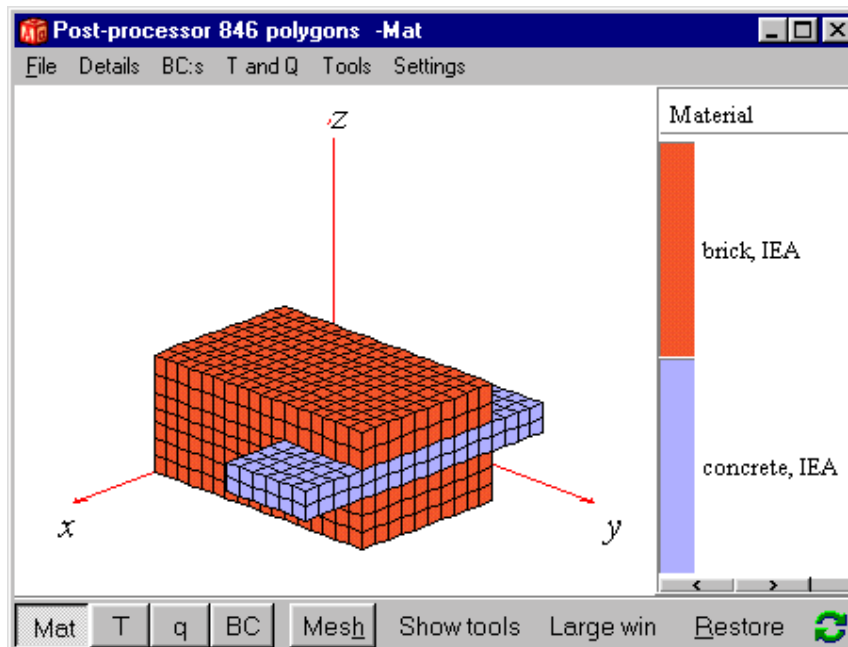 Post-processor 846 polygons -Mat
File Details BC:s T and Q Tools Settings
z
Material
brick, IEA
x
y
concrete, IEA
< >
Mat T q BC Mesh Show tools Large win Restore